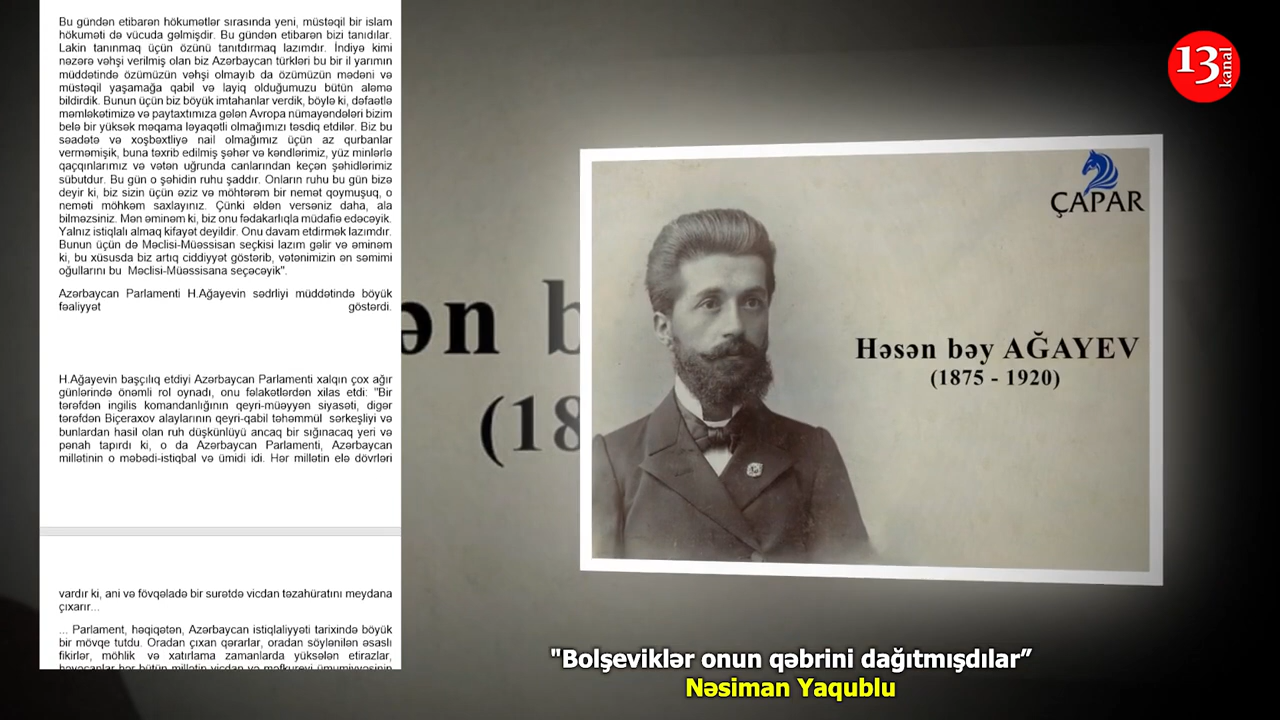 Bu gündən etibarən hökumətlər sırasında yeni, müstəqil bir islam
hökuməti də vücuda gəlmişdir. Bu gündən etibarən bizi tanıdılar.
Lakin tanınmaq üçün özünü tanıtdırmaq lazımdır. İndiyə kimi
nəzərə vəhşi verilmiş olan biz Azərbaycan türkləri bu bir il yarımın
müddətində özümüzün vəhşi olmayıb da özümüzün mədəni və
müstəqil yaşamağa qabil və layiq olduğumuzu bütün aləmə
bildirdik. Bunun üçün biz böyük imtahanlar verdik, böylə ki, dəfaətlə
məmləkətimizə və paytaxtımıza gələn Avropa nümayəndələri bizim
belə bir yüksək məqama ləyaqətli olmağımızı təsdiq etdilər. Biz bu
səadətə və xoşbəxtliyə nail olmağımız üçün az qurbanlar
verməmişik, buna təxrib edilmiş şəhər və kəndlərimiz, yüz minlərlə
qaçqınlarımız və vətən uğrunda canlarından keçən şəhidlərimiz
sübutdur. Bu gün o şəhidin ruhu şaddır. Onların ruhu bu gün bizə
deyir ki, biz sizin üçün əziz və möhtərəm bir nemət qoymuşuq, o
neməti möhkəm saxlayınız. Çünki əldən versəniz daha, ala
bilməzsiniz. Mən əminəm ki, biz onu fədakarlıqla müdafiə edəcəyik.
Yalnız istiqlalı almaq kifayət deyildir. Onu davam etdirmək lazımdır.
Bunun üçün də Məclisi-Müəssisan seçkisi lazım gəlir və əminəm
ki, bu xüsusda biz artıq ciddiyyət göstərib, vətənimizin ən səmimi
oğullarını bu Məclisi-Müəssisana seçəcəyik".
Azərbaycan Parlamenti H.Ağayevin sədrliyi müddətində böyük
fəaliyyət göstərdi.
H.Ağayevin başçılıq etdiyi Azərbaycan Parlamenti xalqın çox ağır
günlərində önəmli rol oynadı, onu fəlakətlərdən xilas etdi: "Bir
tərəfdən ingilis komandanlığının qeyri-müəyyən siyasəti, digər
tərəfdən Biçeraxov alaylarının qeyri-qabil təhəmmül sərkeşliyi və
bunlardan hasil olan ruh düşkünlüyü ancaq bir sığınacaq yeri və
pənah tapırdı ki, o da Azərbaycan Parlamenti, Azərbaycan
millətinin o məbədi-istiqbal və ümidi idi. Hər millətin elə dövrləri
vardır ki, ani və fövqəladə bir surətdə vicdan təzahüratını meydana
çıxarır...
... Parlament, həqiqətən, Azərbaycan istiqlaliyyəti tarixində böyük
bir mövqe tutdu. Oradan çıxan qərarlar, oradan söylənilən əsaslı
fikirlər, möhlik və xatırlama zamanlarda yüksələn etirazlar,
həyəcanlar hər bütün millətin vicdan və məfkureyi ümumiyyəsinin
ən b
(18
ÇAPAR
Həsən bəy AĞAYEV
(1875 - 1920)
13 kanal
"Bolşeviklər onun qəbrini dağıtmışdılar”
Nəsiman Yaqublu